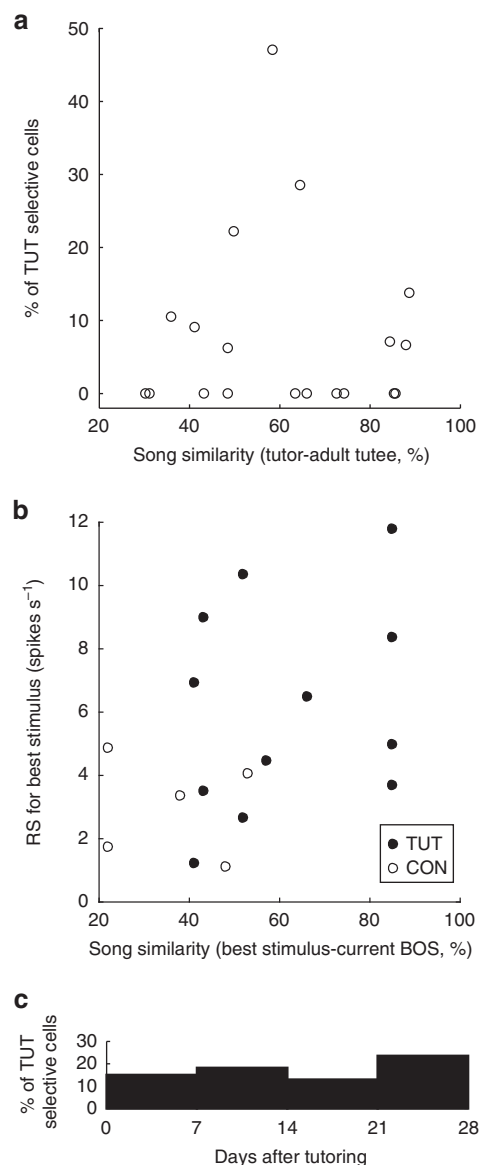 a
50
40
30
20
10
0
20 40 60 80 100
% of TUT selective cells
Song similarity (tutor-adult tutee, %)
b
12
10
8
6
4
2
0
20 40 60 80 100
RS for best stimulus (spikes s⁻¹)
TUT
CON
Song similarity (best stimulus-current BOS, %)
c
% of TUT
selective cells
30
20
10
0
0 7 14 21 28
Days after tutoring